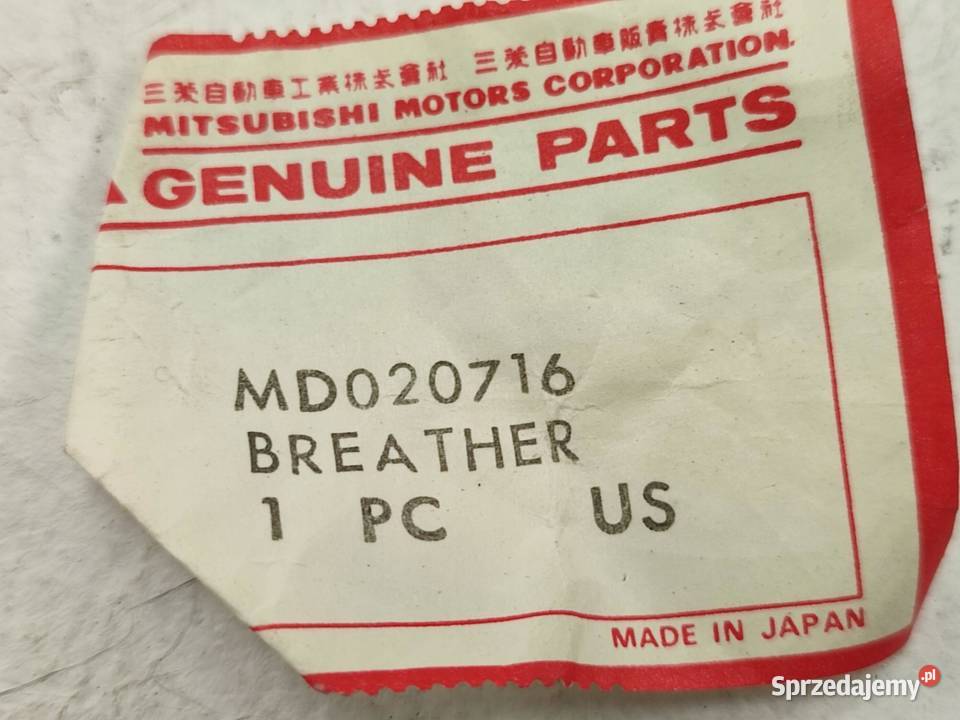 三菱自動車工業株式會社 三菱自動車販賣株式會社
MITSUBISHI MOTORS CORPORATION.
GENUINE PARTS
MD020716
BREATHER
1 PC US
MADE IN JAPAN
Sprzedajemy.pl